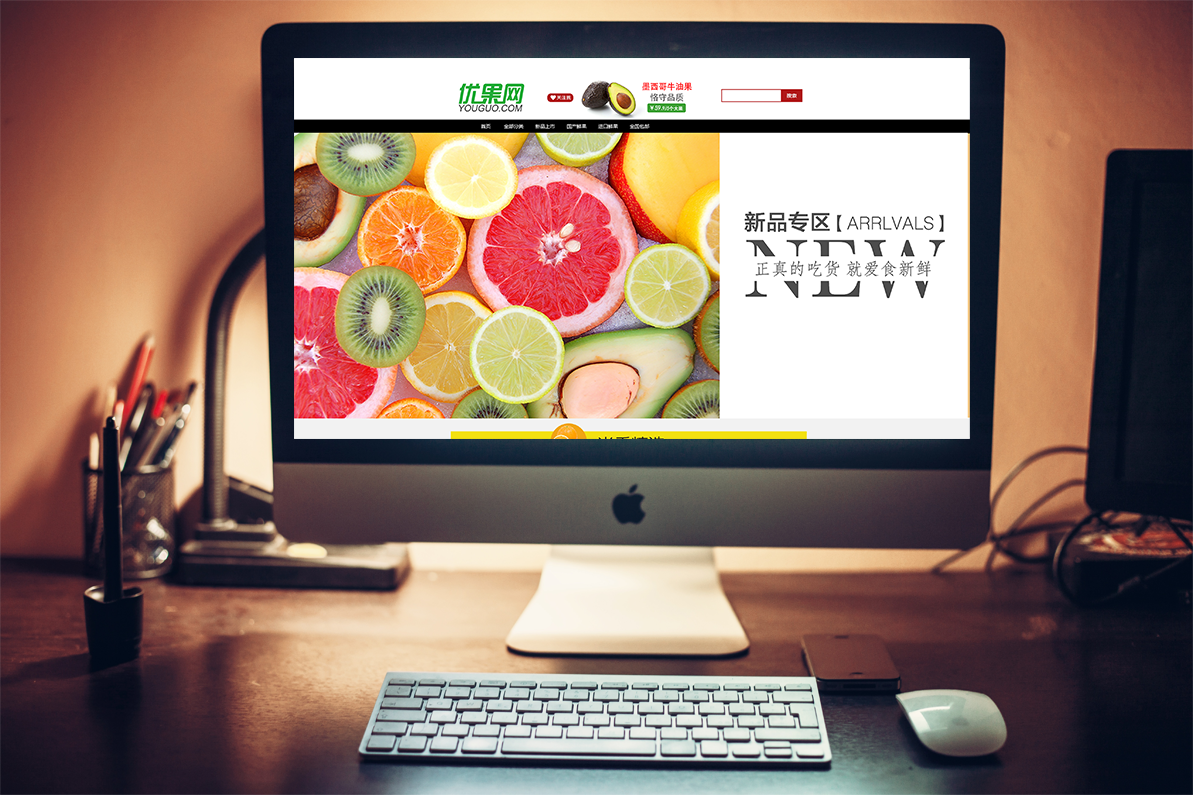 优果网
YOUGUO.COM
关注我
墨西哥牛油果
恪守品质
搜索
首页 全部分类 新品上市 国产鲜果 进口鲜果 全国包邮
新品专区【 ARRLVALS 】
NEW
正真的吃货 就爱食新鲜